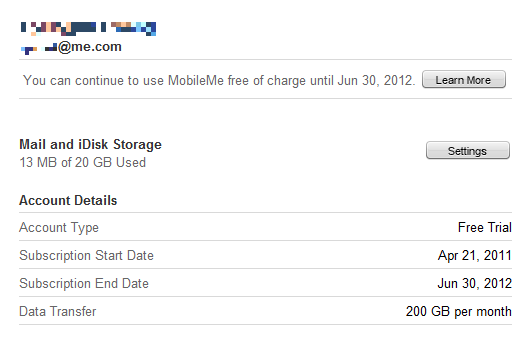 @me.com
You can continue to use MobileMe free of charge until Jun 30, 2012. Learn More
Mail and iDisk Storage
13 MB of 20 GB Used Settings
Account Details
Account Type Free Trial
Subscription Start Date Apr 21, 2011
Subscription End Date Jun 30, 2012
Data Transfer 200 GB per month